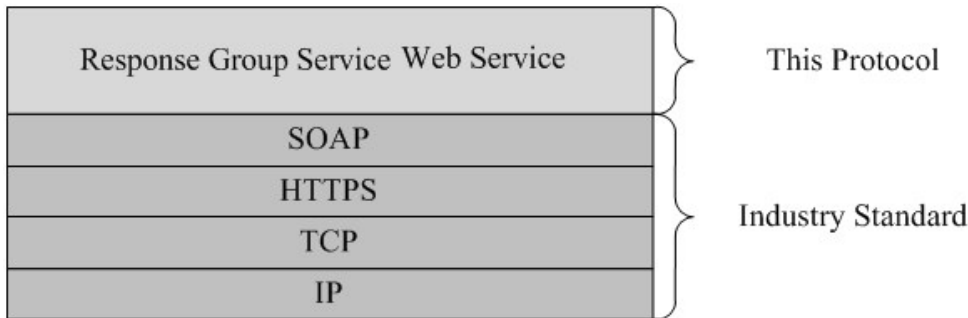 Response Group Service Web Service
This Protocol
SOAP
HTTPS
TCP
IP
Industry Standard